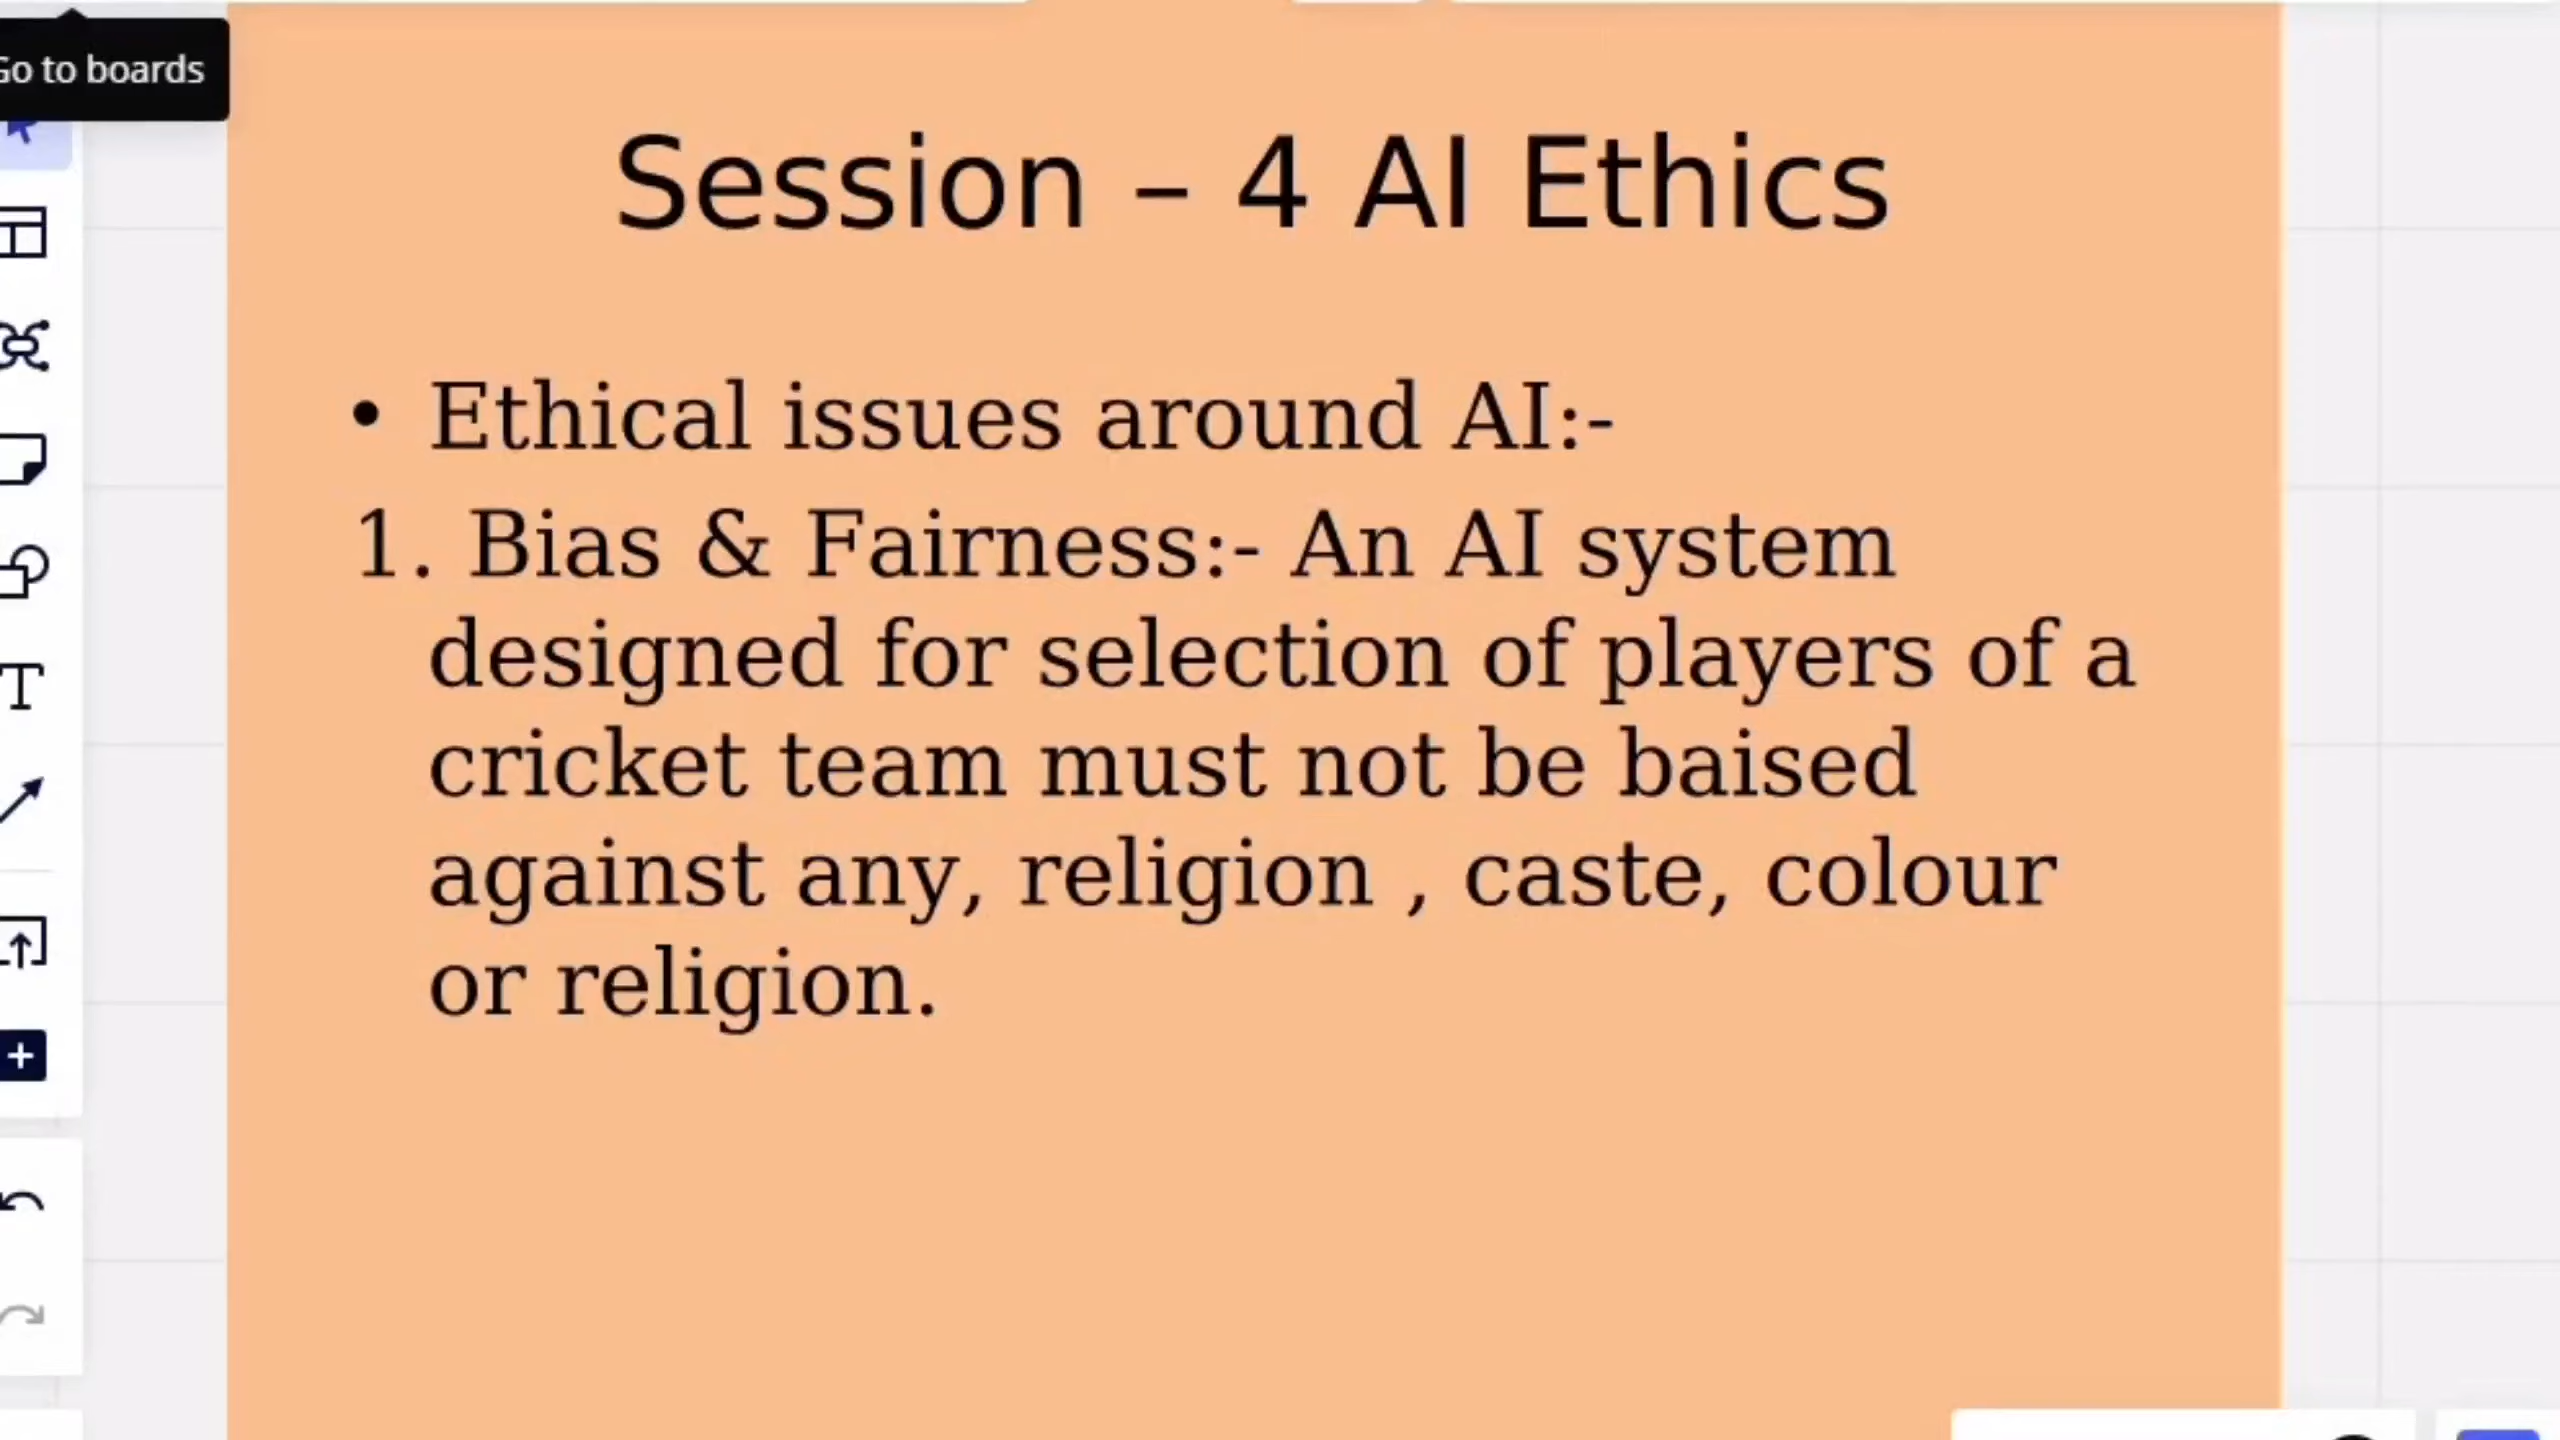 Go to boards
Session – 4 AI Ethics
• Ethical issues around AI:-
1. Bias & Fairness:- An AI system
designed for selection of players of a
cricket team must not be baised
against any, religion , caste, colour
or religion.